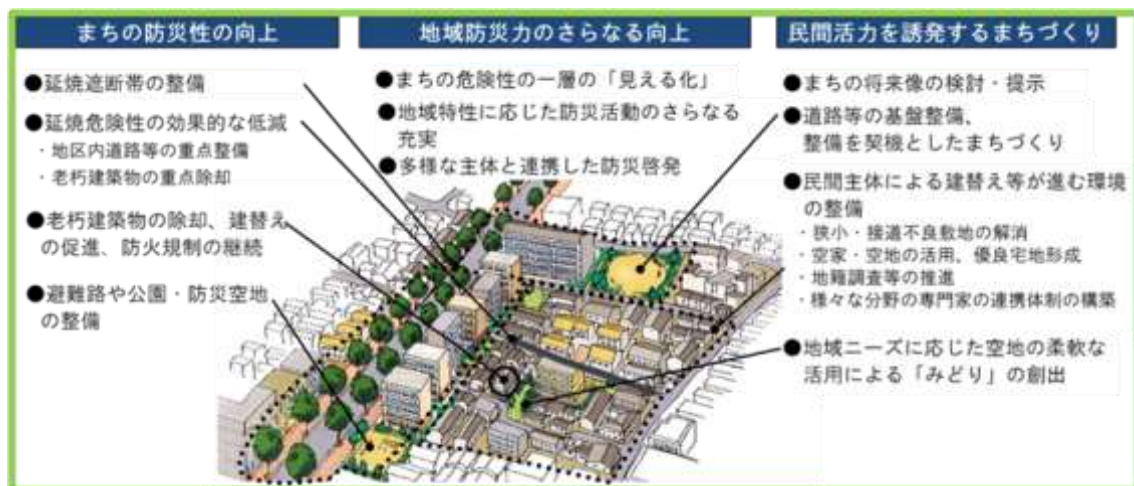 まちの防災性の向上
●延焼遮断帯の整備
●延焼危険性の効果的な低減
・地区内道路等の重点整備
・老朽建築物の重点除却
●老朽建築物の除却、建替え
の促進、防火規制の継続
●避難路や公園・防災空地
の整備
地域防災力のさらなる向上
●まちの危険性の一層の「見える化」
●地域特性に応じた防災活動のさらなる
充実
●多様な主体と連携した防災啓発
民間活力を誘発するまちづくり
●まちの将来像の検討・提示
●道路等の基盤整備、
整備を契機としたまちづくり
●民間主体による建替え等が進む環境
の整備
・狭小・接道不良敷地の解消
・空家・空地の活用、優良宅地形成
・地籍調査等の推進
・様々な分野の専門家の連携体制の構築
●地域ニーズに応じた空地の柔軟な
活用による「みどり」の創出